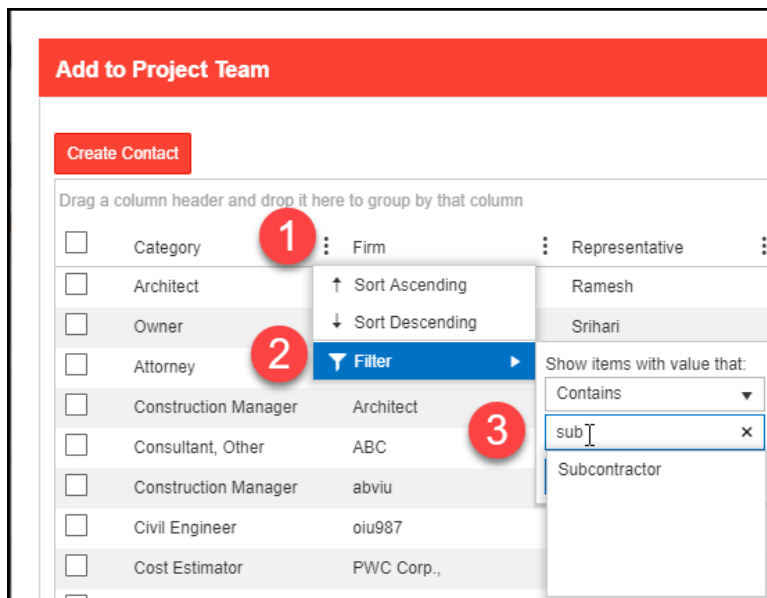 Add to Project Team
Create Contact
Drag a column header and drop it here to group by that column
1
Category Firm Representative
Architect Sort Ascending Ramesh
Owner Sort Descending Srihari
2
Attorney Filter Show items with value that:
Contains
Construction Manager Architect
3
sub
Consultant, Other ABC
Subcontractor
Construction Manager abviu
Civil Engineer oiu987
Cost Estimator PWC Corp.,